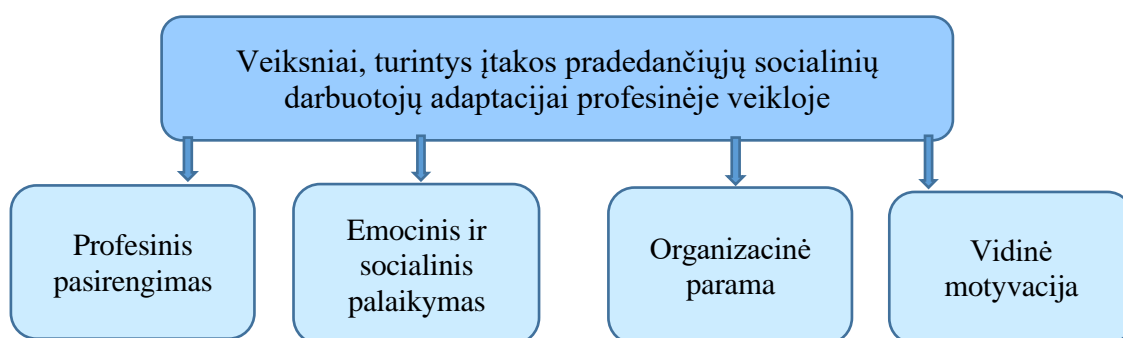 Veiksniai, turintys įtakos pradedančiųjų socialinių
darbuotojų adaptacijai profesinėje veikloje
Profesinis
pasirengimas
Emocinis ir
socialinis
palaikymas
Organizacinė
parama
Vidinė
motyvacija